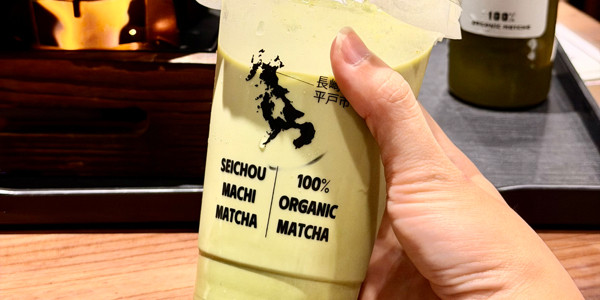 100%
ORGANIC MATCHA
長崎
平戸市
SEICHOU
MACHI
MATCHA
100%
ORGANIC
MATCHA